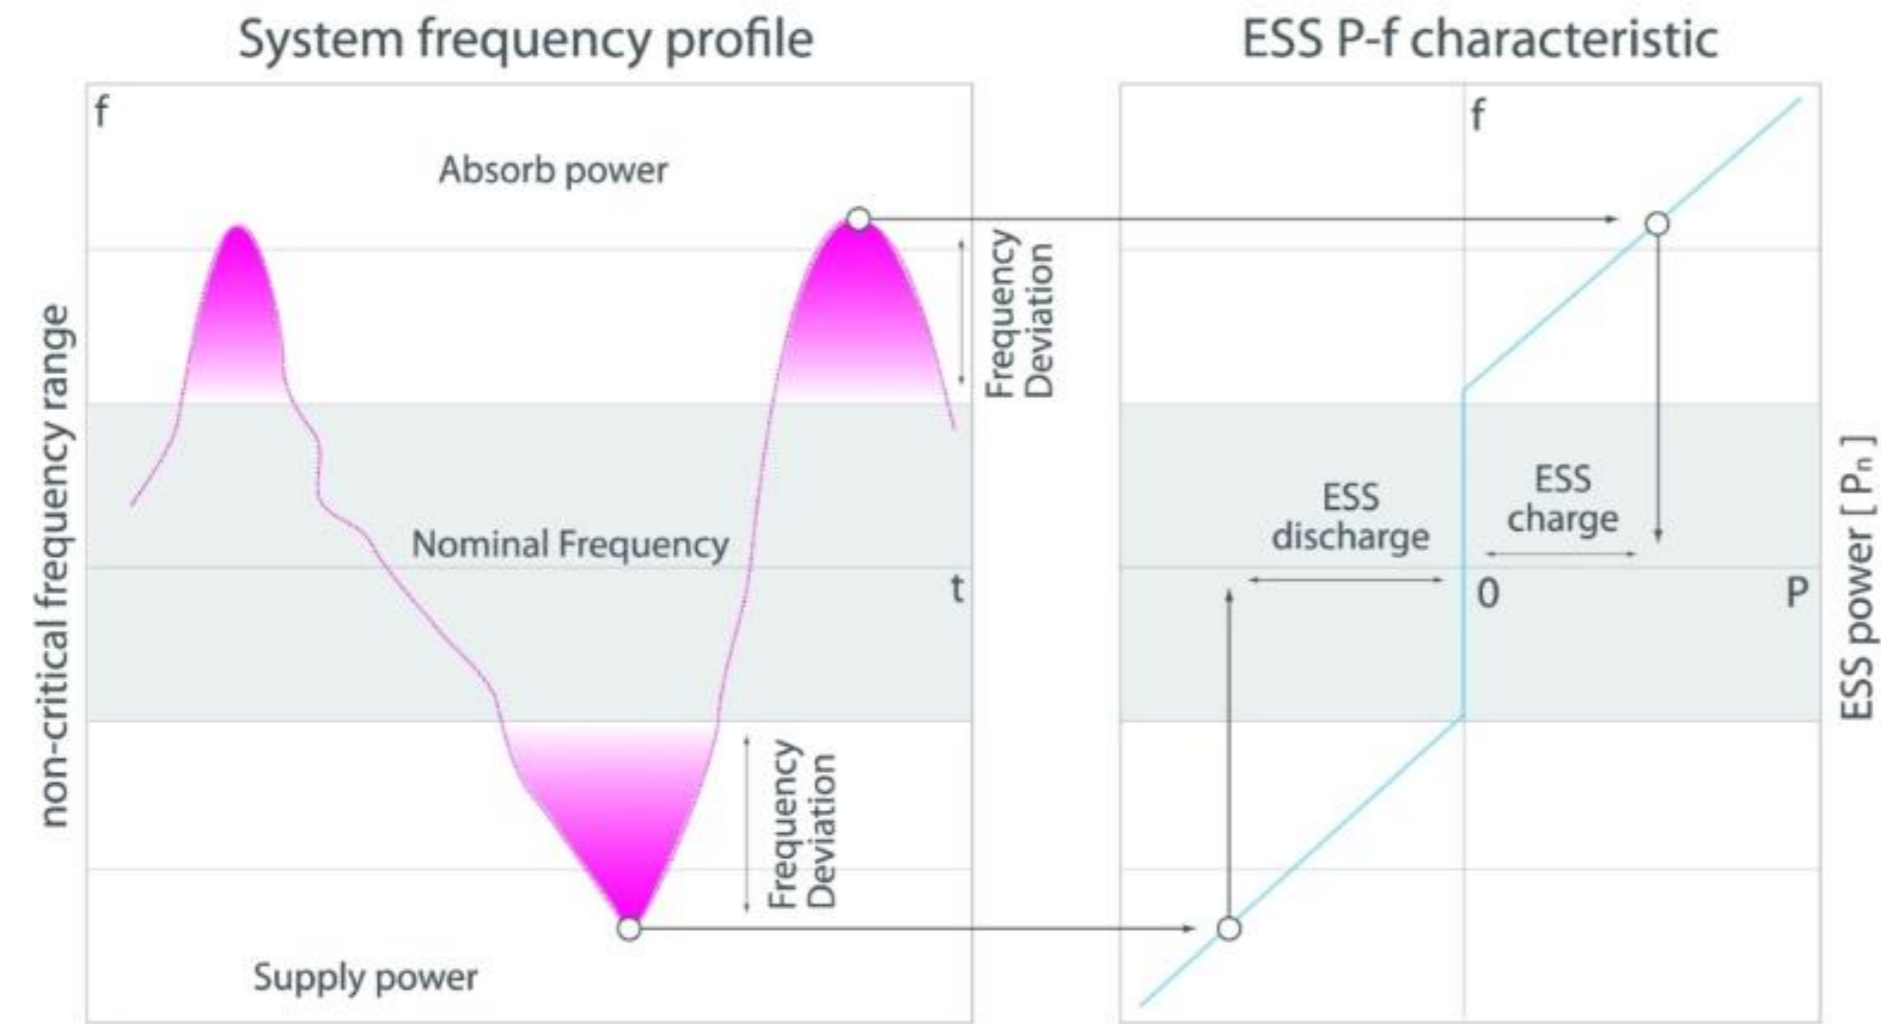 System frequency profile
ESS P-f characteristic
f
Absorb power
Frequency
Deviation
non-critical frequency range
Nominal Frequency
t
Frequency
Deviation
Supply power
f
ESS
discharge
ESS
charge
0
P
ESS power [ Pₙ ]